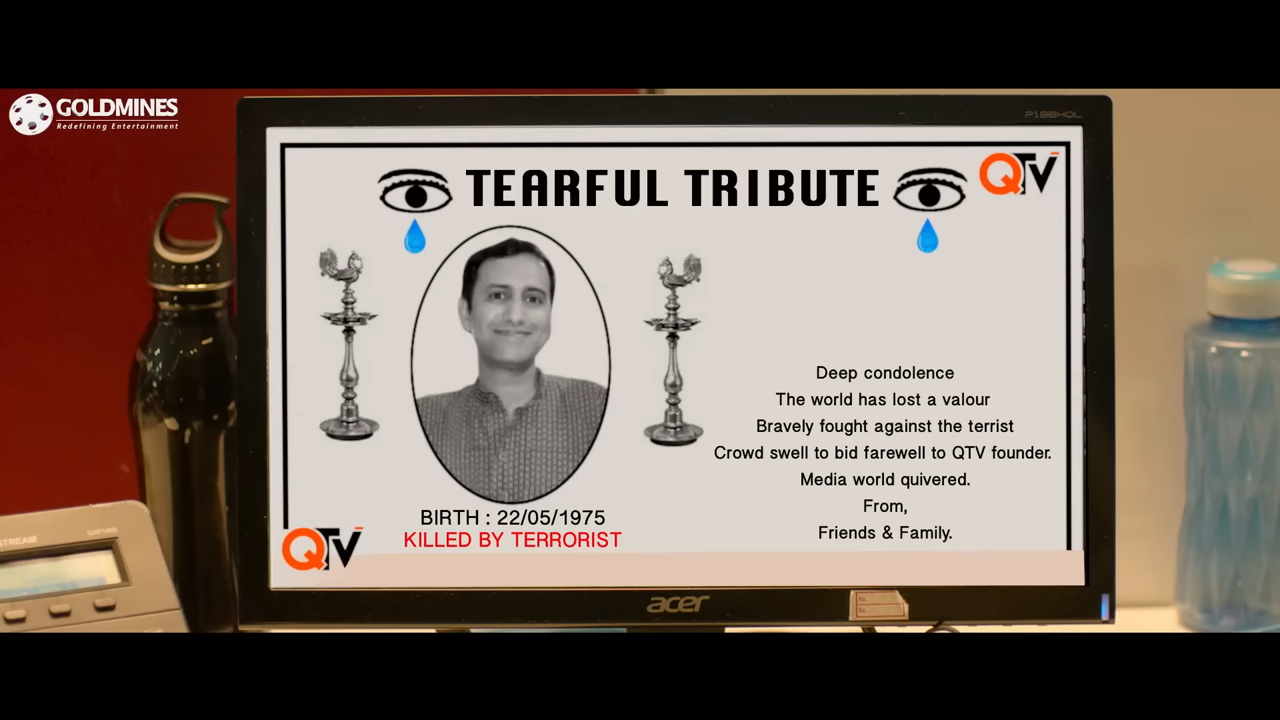 GOLDMINES
Redefining Entertainment
P196HQL
TEARFUL TRIBUTE
QTV
Deep condolence
The world has lost a valour
Bravely fought against the terrist
Crowd swell to bid farewell to QTV founder.
Media world quivered.
From,
Friends & Family.
BIRTH : 22/05/1975
KILLED BY TERRORIST
QTV
STREAM
acer